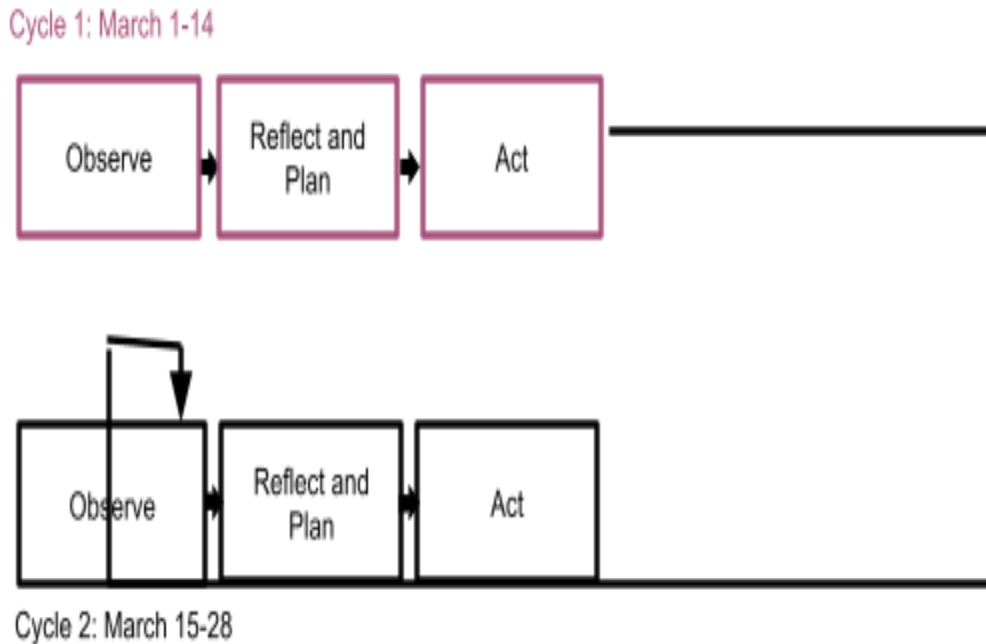 Cycle 1: March 1-14
Observe
Reflect and
Plan
Act
Observe
Reflect and
Plan
Act
Cycle 2: March 15-28